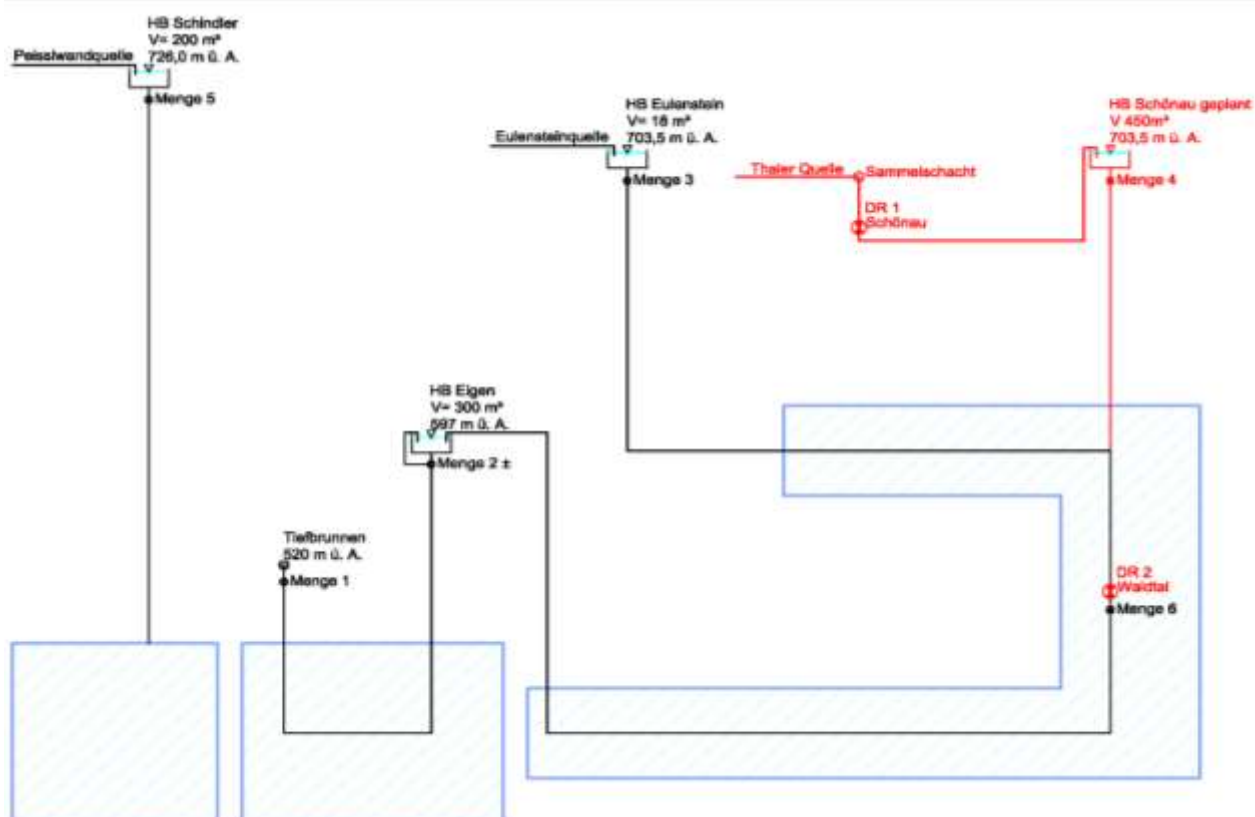 HB Schindler
V= 200 m³
726,0 m ü. A.
Peisslwandquelle
Menge 5
HB Eulenstein
V= 18 m³
703,5 m ü. A.
Eulensteinquelle
Menge 3
HB Schönau geplant
V 450m³
703,5 m ü. A.
Thaler Quelle
Sammelschacht
Menge 4
DR 1
Schönau
HB Eigen
V= 300 m³
597 m ü. A.
Menge 2 ±
Tiefbrunnen
520 m ü. A.
Menge 1
DR 2
Waidtal
Menge 6